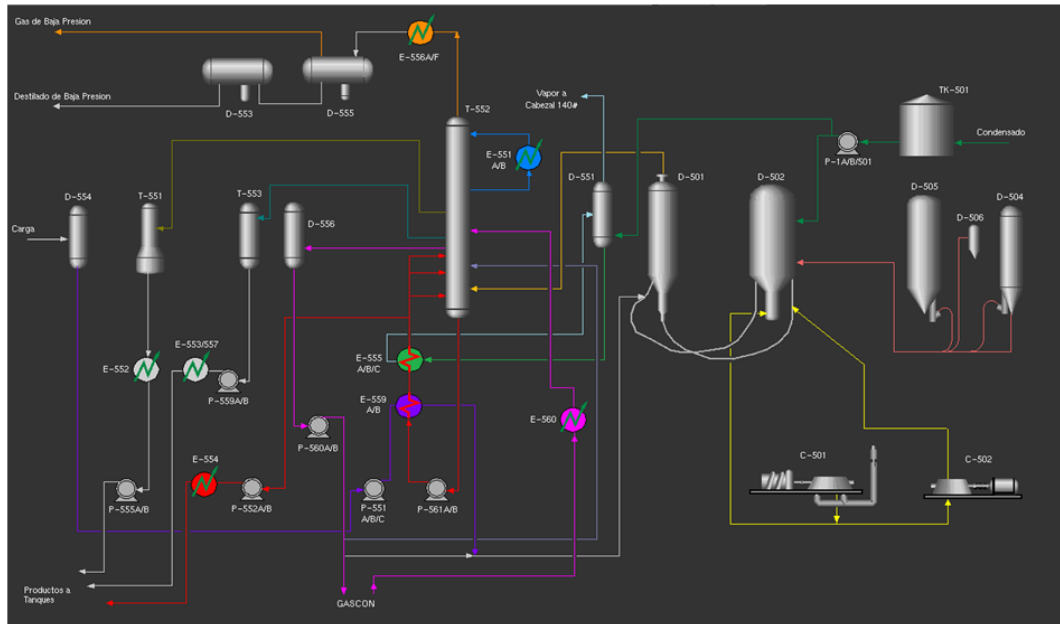 Gas de Baja Presion
E-556A/F
D-553
D-555
Destilado de Baja Presion
T-552
Vapor a
Cabezal 140#
TK-501
Condensado
P-1A/B/501
E-551
A/B
D-551
D-501
D-502
D-505
D-506
D-504
D-554
T-551
T-553
D-556
Carga
E-552
E-553/557
P-559A/B
E-555
A/B/C
E-559
A/B
P-560A/B
E-560
E-554
P-555A/B
P-552A/B
P-551
A/B/C
P-561A/B
C-501
C-502
Productos a
Tanques
GASCON